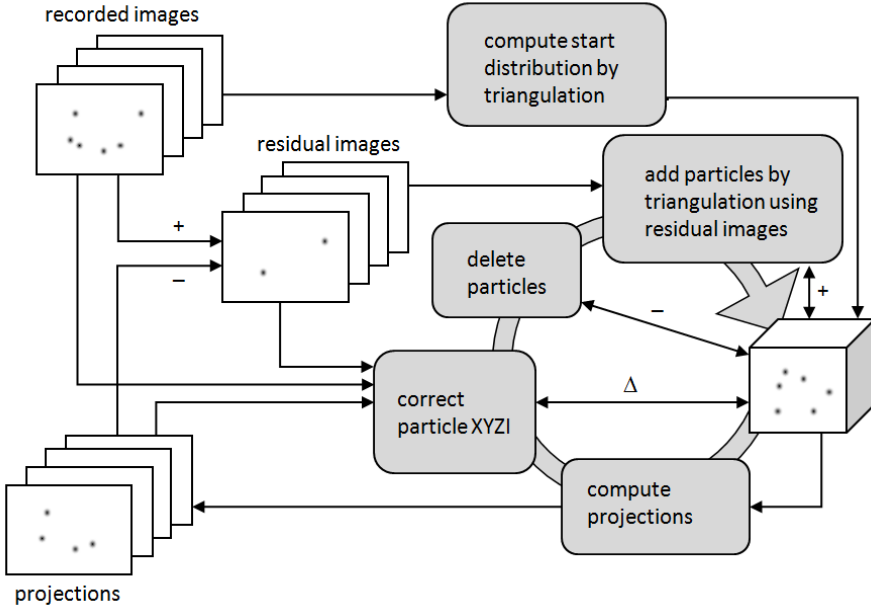 recorded images
compute start
distribution by
triangulation
residual images
add particles by
triangulation using
residual images
+
−
delete
particles
−
+
correct
particle XYZI
Δ
compute
projections
projections